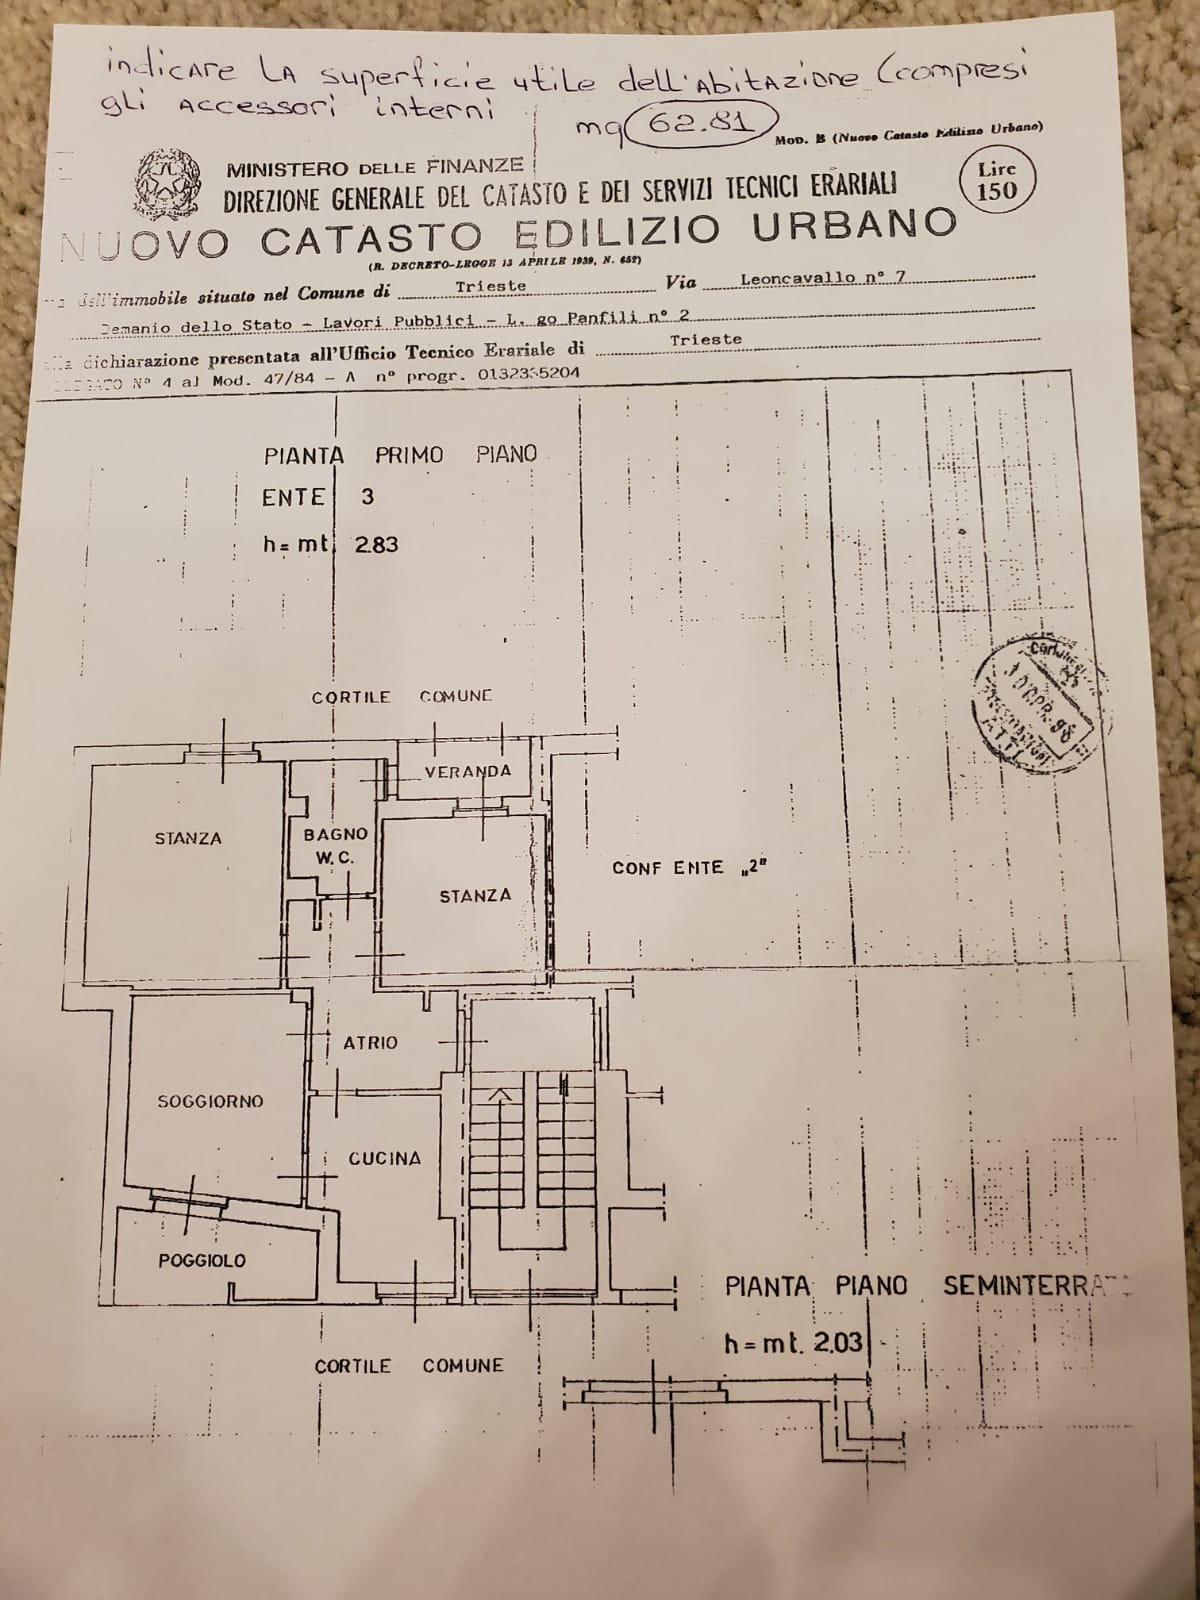 indicare la superficie utile dell'abitazione (compresi
gli accessori interni
mq 62.81
Mod. B (Nuovo Catasto Edilizio Urbano)
MINISTERO DELLE FINANZE
DIREZIONE GENERALE DEL CATASTO E DEI SERVIZI TECNICI ERARIALI
Lire
150
NUOVO CATASTO EDILIZIO URBANO
(R. DECRETO-LEGGE 13 APRILE 1939, N. 652)
dell'immobile situato nel Comune di Trieste Via Leoncavallo n° 7
Demanio dello Stato - Lavori Pubblici - L. go Panfili n° 2
dichiarazione presentata all'Ufficio Tecnico Erariale di Trieste
N° 4 al Mod. 47/84 - A n° progr.
PIANTA PRIMO PIANO
ENTE 3
h= mt. 2.83
CORTILE COMUNE
VERANDA
STANZA
BAGNO
W.C.
CONF ENTE „2"
STANZA
ATRIO
SOGGIORNO
CUCINA
POGGIOLO
PIANTA PIANO
h = mt. 2.03
CORTILE COMUNE